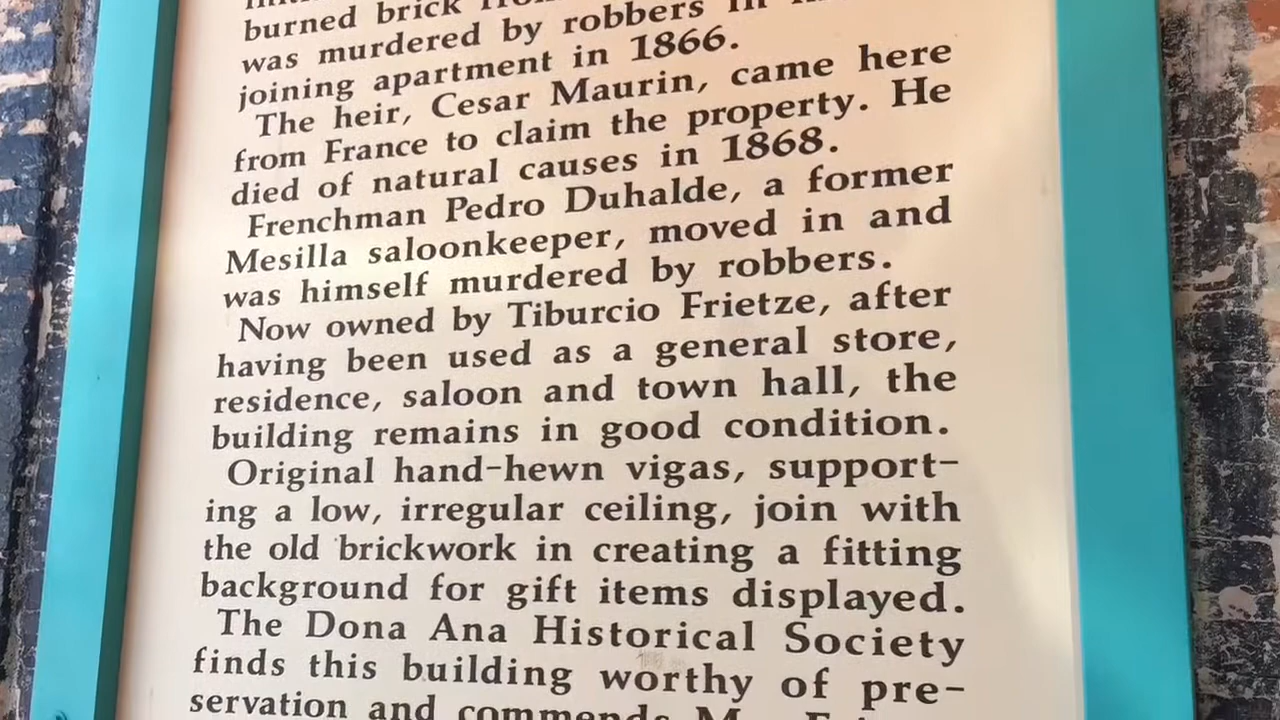 burned brick
was murdered by robbers in
joining apartment in 1866.
The heir, Cesar Maurin, came here
from France to claim the property. He
died of natural causes in 1868.
Frenchman Pedro Duhalde, a former
Mesilla saloonkeeper, moved in and
was himself murdered by robbers.
Now owned by Tiburcio Frietze, after
having been used as a general store,
residence, saloon and town hall, the
building remains in good condition.
Original hand-hewn vigas, support-
ing a low, irregular ceiling, join with
the old brickwork in creating a fitting
background for gift items displayed.
The Dona Ana Historical Society
finds this building worthy of pre-
servation and commends